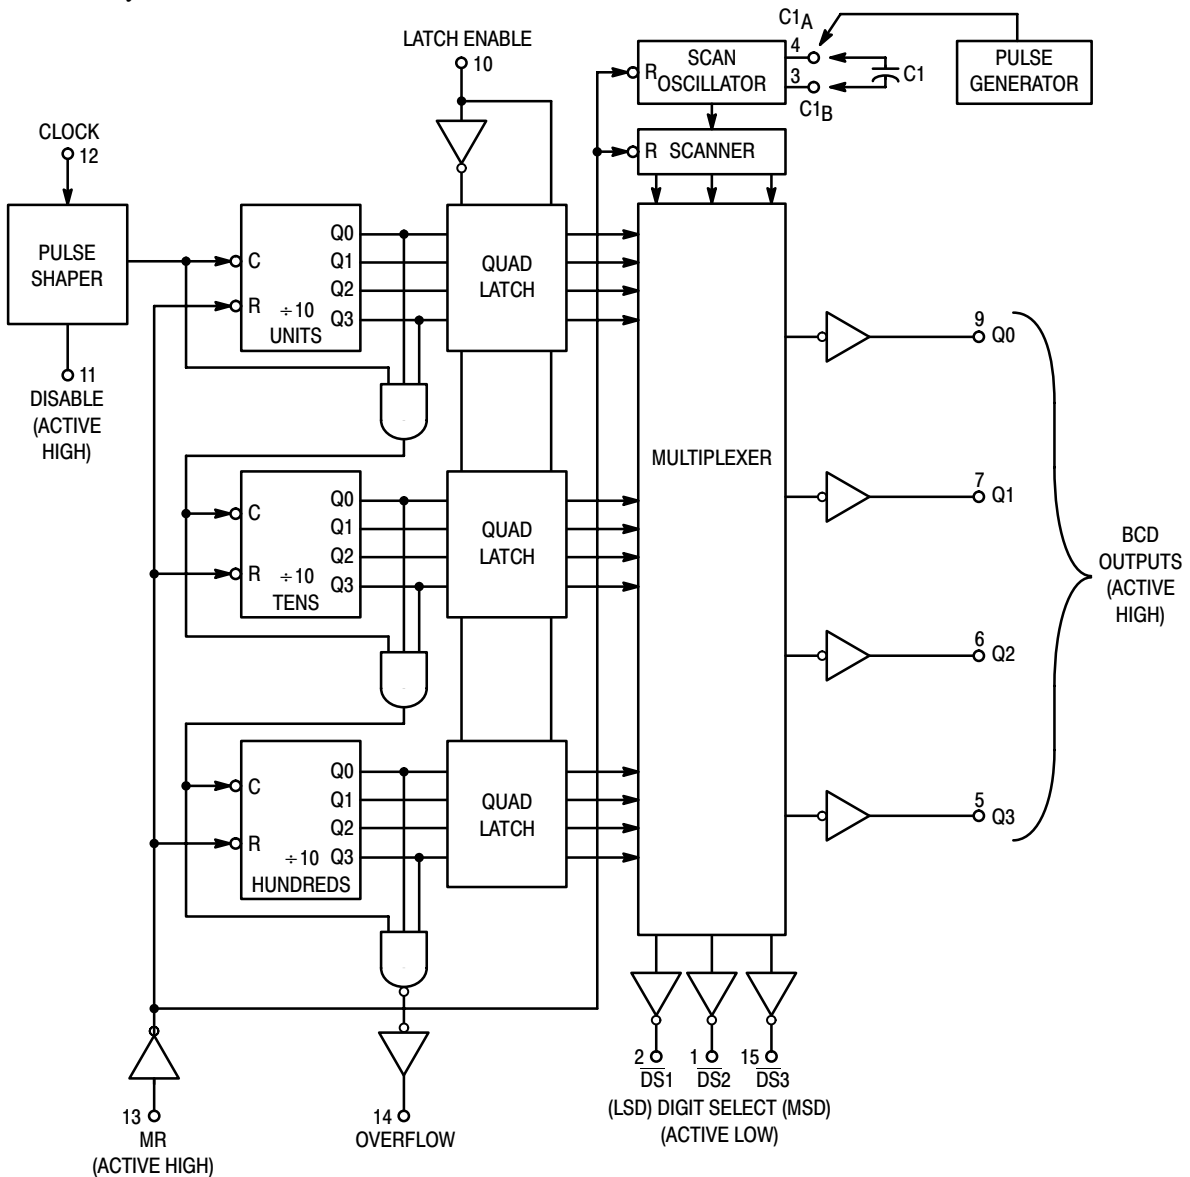 LATCH ENABLE
10
C1A
4
3
C1B
C1
SCAN
OSCILLATOR
R
PULSE
GENERATOR
R SCANNER
CLOCK
12
PULSE
SHAPER
11
DISABLE
(ACTIVE
HIGH)
C
R
÷10
UNITS
Q0
Q1
Q2
Q3
QUAD
LATCH
C
R
÷10
TENS
Q0
Q1
Q2
Q3
QUAD
LATCH
C
R
÷10
HUNDREDS
Q0
Q1
Q2
Q3
QUAD
LATCH
MULTIPLEXER
9
Q0
7
Q1
6
Q2
5
Q3
BCD
OUTPUTS
(ACTIVE
HIGH)
13
MR
(ACTIVE HIGH)
14
OVERFLOW
2 1 15
D̅S̅1̅ D̅S̅2̅ D̅S̅3̅
(LSD) DIGIT SELECT (MSD)
(ACTIVE LOW)